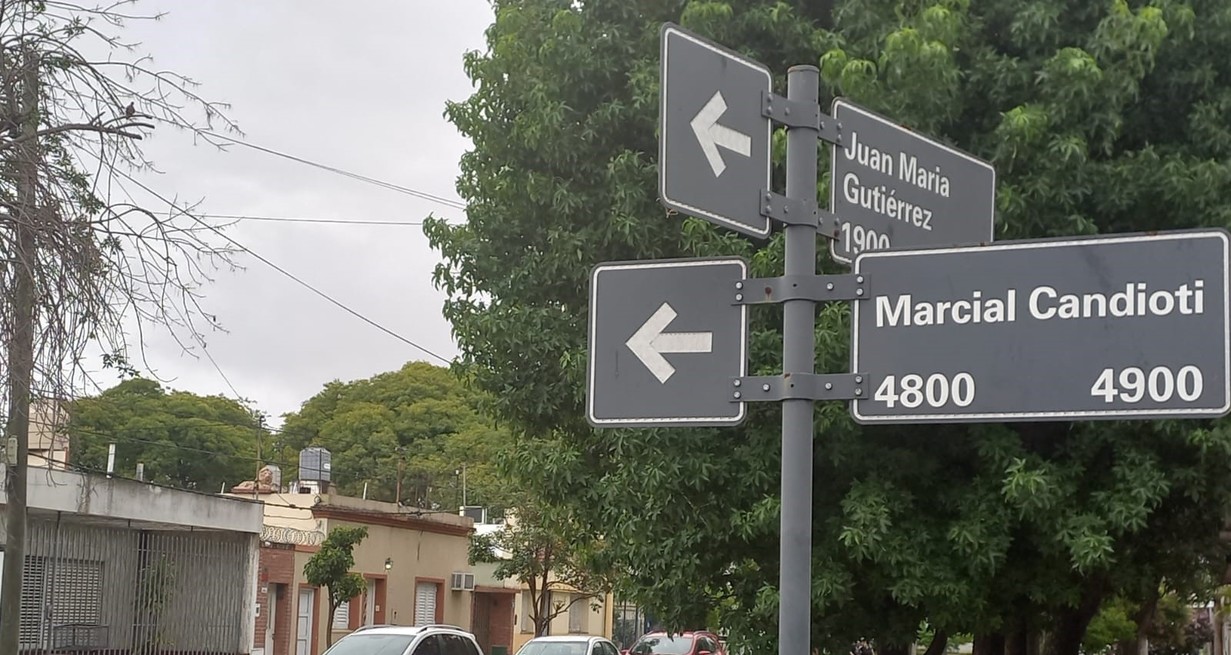 Juan Maria
Gutiérrez
1900
Marcial Candioti
4800 4900